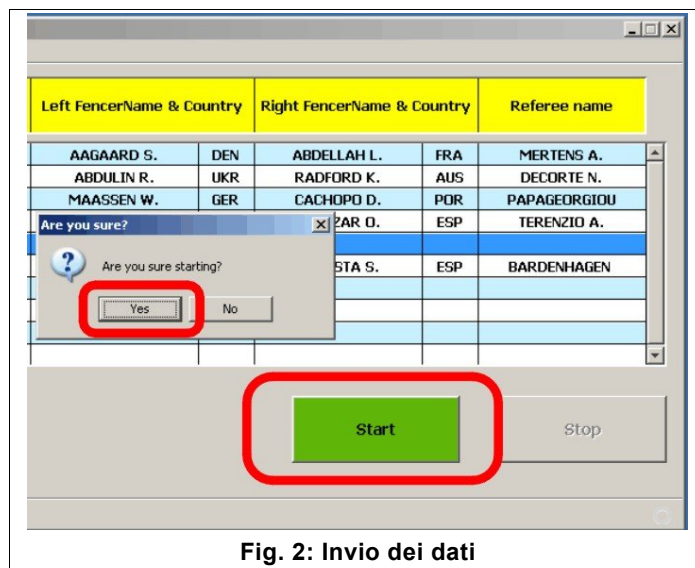 Left FencerName & Country Right FencerName & Country Referee name
AAGAARD S. DEN ABDELLAH L. FRA MERTENS A.
ABDULIN R. UKR RADFORD K. AUS DECORTE N.
MAASSEN W. GER CACHOPO D. POR PAPAGEORGIOU
Are you sure? ZAR O. ESP TERENZIO A.
Are you sure starting? STA S. ESP BARDENHAGEN
Yes No
Start Stop
Fig. 2: Invio dei dati